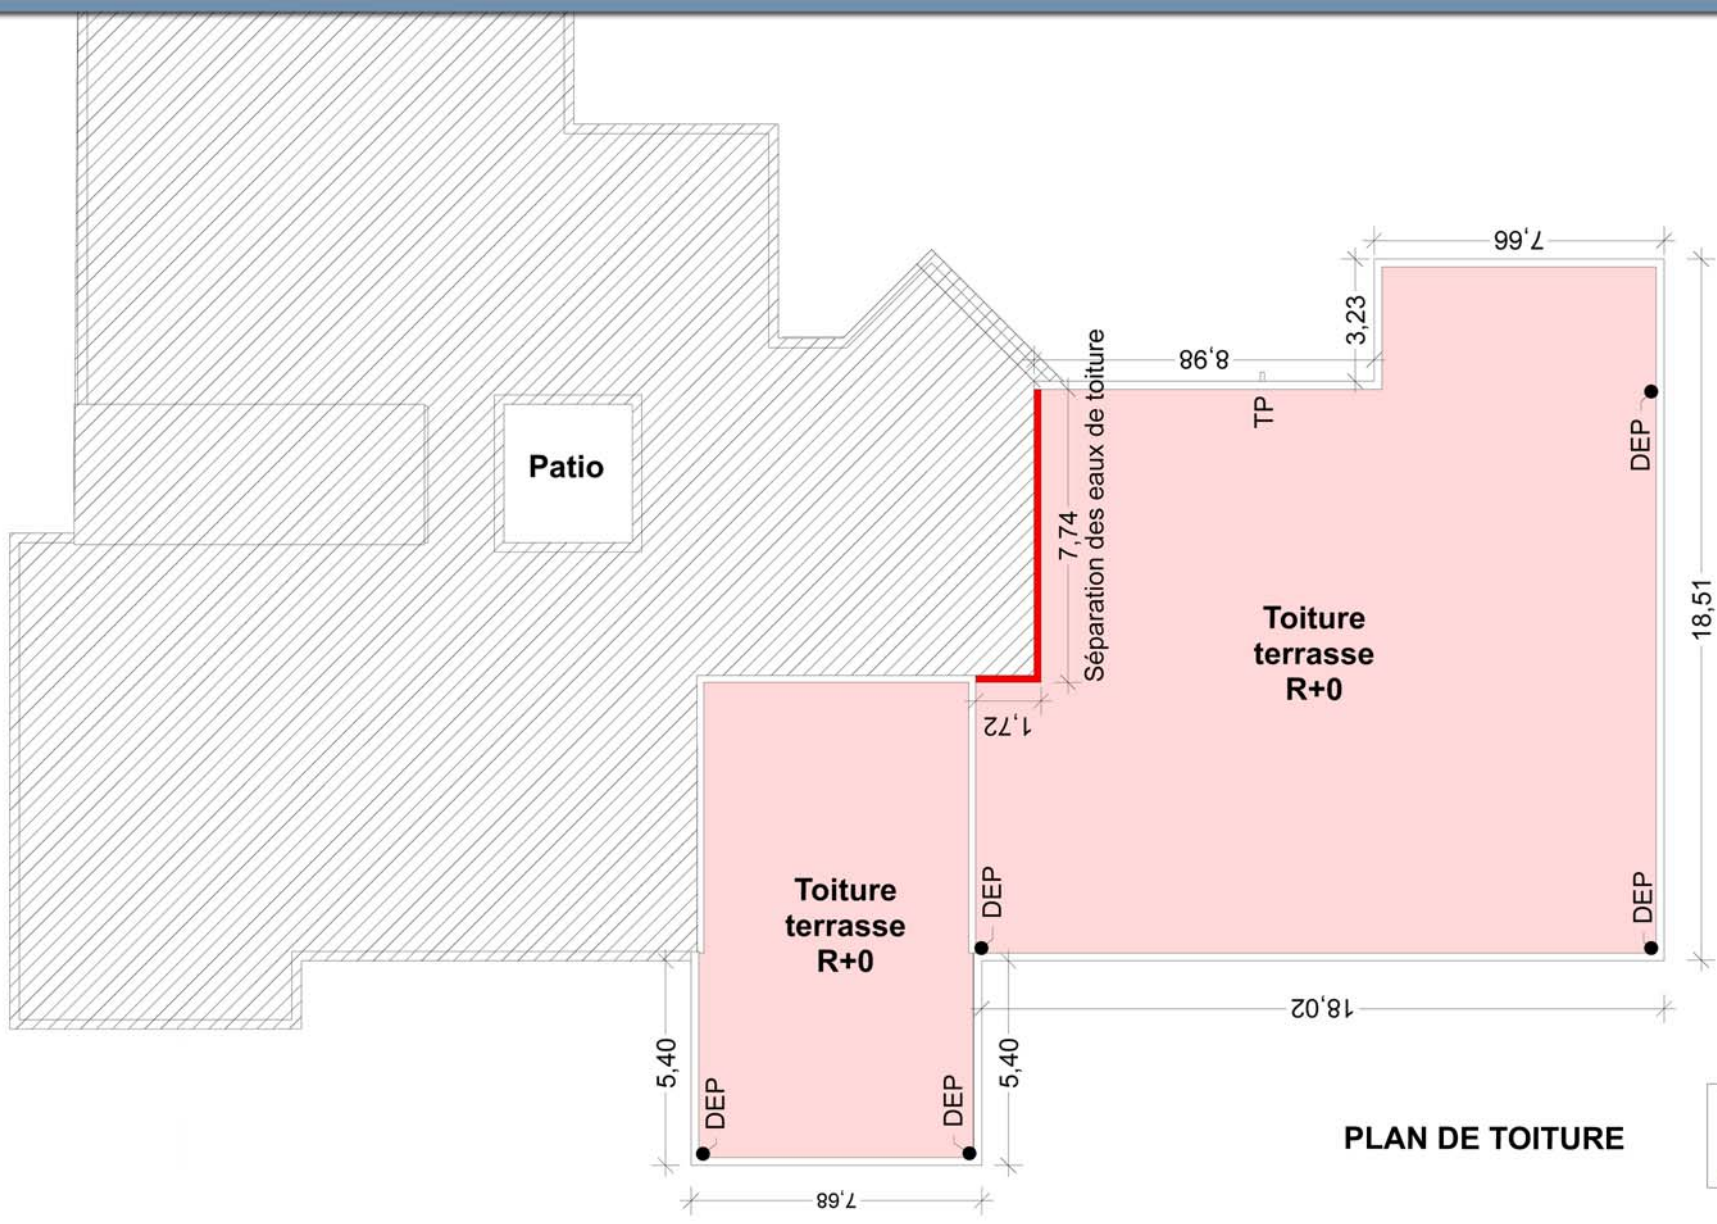 7,66
3,23
8,98
Séparation des eaux de toiture
TP
DEP
Patio
7,74
18,51
Toiture
terrasse
R+0
1,72
Toiture
terrasse
R+0
DEP
DEP
18,02
5,40
5,40
DEP
DEP
PLAN DE TOITURE
7,68